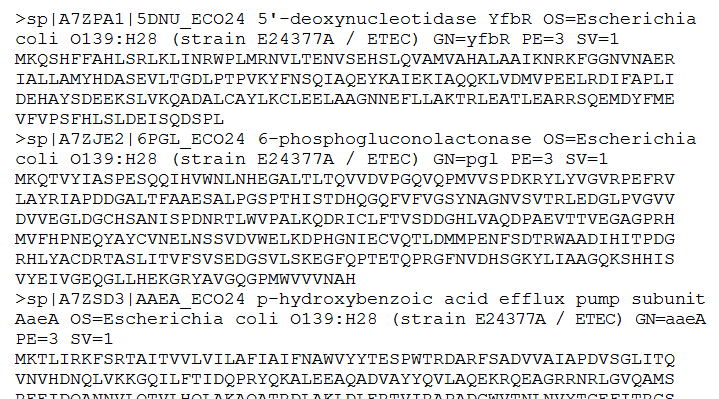 >sp|A7ZPA1|5DNU_ECO24 5'-deoxynucleotidase YfbR OS=Escherichia
coli O139:H28 (strain E24377A / ETEC) GN=yfbR PE=3 SV=1
MKQSHFFAHLSRLKLINRWPLMRNVLTENVSEHSLQVAMVAHALAAIKNRKFGGNVNAER
IALLAMYHDASEVLTGDLPTPVKYFNSQIAQEYKAIEKIAQQKLVDMVPEELRDIFAPLI
DEHAYSDEEKSLVKQADALCAYLKCLEELAAGNNEFLLAKTRLEATLEARRSQEMDYFME
VFVPSFHLSLDEISQDSPL
>sp|A7ZJE2|6PGL_ECO24 6-phosphogluconolactonase OS=Escherichia
coli O139:H28 (strain E24377A / ETEC) GN=pgl PE=3 SV=1
MKQTVYIASPESQQIHVWNLNHEGALTLTQVVDVPGQVQPMVVSPDKRYLYVGVRPEFRV
LAYRIAPDDGALTFAAESALPGSPTHISTDHQGQFVFVGSYNAGNVSVTRLEDGLPVGVV
DVVEGLDGCHSANISPDNRTLWVPALKQDRICLFTVSDDGHLVAQDPAEVTTVEGAGPRH
MVFHPNEQYAYCVNELNSSVDVWELKDPHGNIECVQTLDMMPENFSDTRWAADIHITPDG
RHLYACDRTASLITVFSVSEDGSVLSKEGFQPTETQPRGFNVDHSGKYLIAAGQKSHHIS
VYEIVGEQGLLHEKGRYAVGQGPMWVVVNAH
>sp|A7ZSD3|AAEA_ECO24 p-hydroxybenzoic acid efflux pump subunit
AaeA OS=Escherichia coli O139:H28 (strain E24377A / ETEC) GN=aaeA
PE=3 SV=1
MKTLIRKFSRTAITVVLVILAFIAIFNAWVYYTESPWTRDARFSADVVAIAPDVSGLITQ
VNVHDNQLVKKGQILFTIDQPRYQKALEEAQADVAYYQVLAQEKRQEAGRRNRLGVQAMS